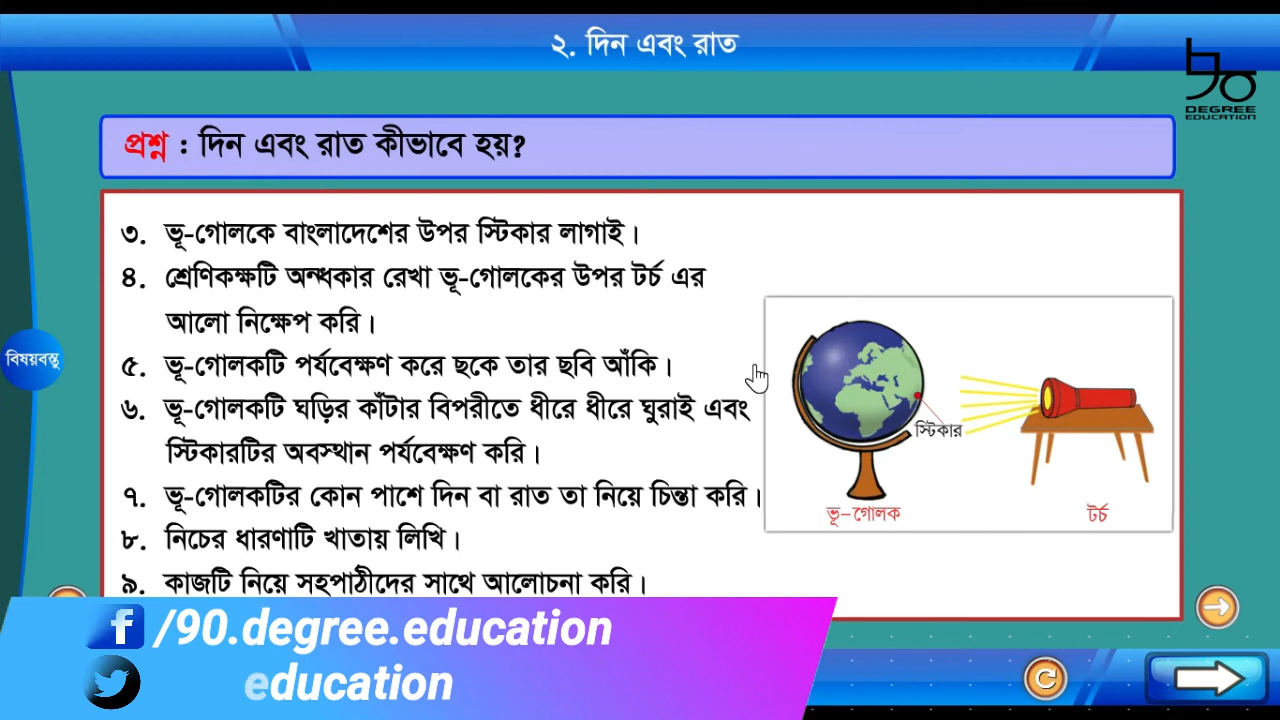 ২. দিন এবং রাত
৯০
DEGREE
EDUCATION
প্রশ্ন : দিন এবং রাত কীভাবে হয়?
৩. ভূ-গোলকে বাংলাদেশের উপর স্টিকার লাগাই।
৪. শ্রেণিকক্ষটি অন্ধকার রেখা ভূ-গোলকের উপর টর্চ এর
আলো নিক্ষেপ করি।
৫. ভূ-গোলকটি পর্যবেক্ষণ করে ছকে তার ছবি আঁকি।
৬. ভূ-গোলকটি ঘড়ির কাঁটার বিপরীতে ধীরে ধীরে ঘুরাই এবং
স্টিকারটির অবস্থান পর্যবেক্ষণ করি।
৭. ভূ-গোলকটির কোন পাশে দিন বা রাত তা নিয়ে চিন্তা করি।
৮. নিচের ধারণাটি খাতায় লিখি।
৯. কাজটি নিয়ে সহপাঠীদের সাথে আলোচনা করি।
স্টিকার
ভূ-গোলক
টর্চ
বিষয়বস্তু
/90.degree.education
education